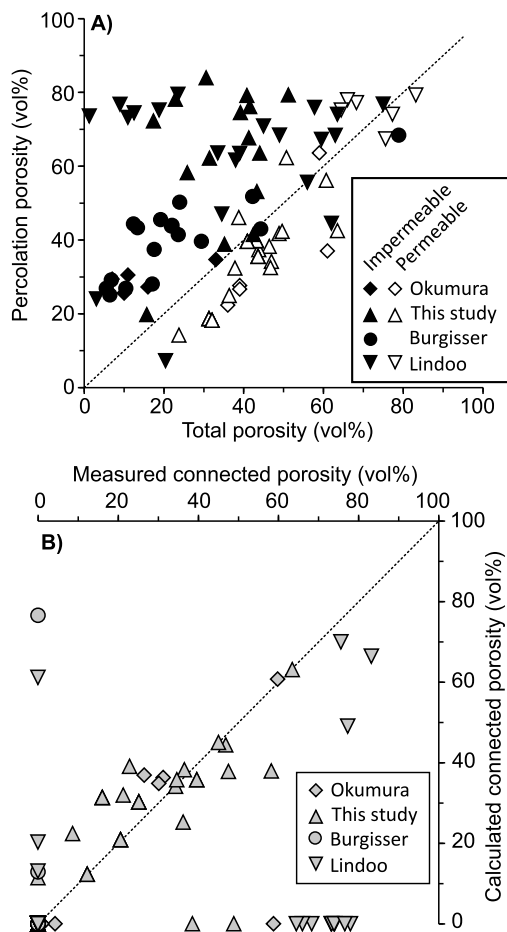 A)
Percolation porosity (vol%)
100
80
60
40
20
0
0 20 40 60 80 100
Total porosity (vol%)
Impermeable
Permeable
Okumura
This study
Burgisser
Lindoo
Measured connected porosity (vol%)
0 20 40 60 80 100
B)
100
80
60
40
20
0
Calculated connected porosity (vol%)
Okumura
This study
Burgisser
Lindoo